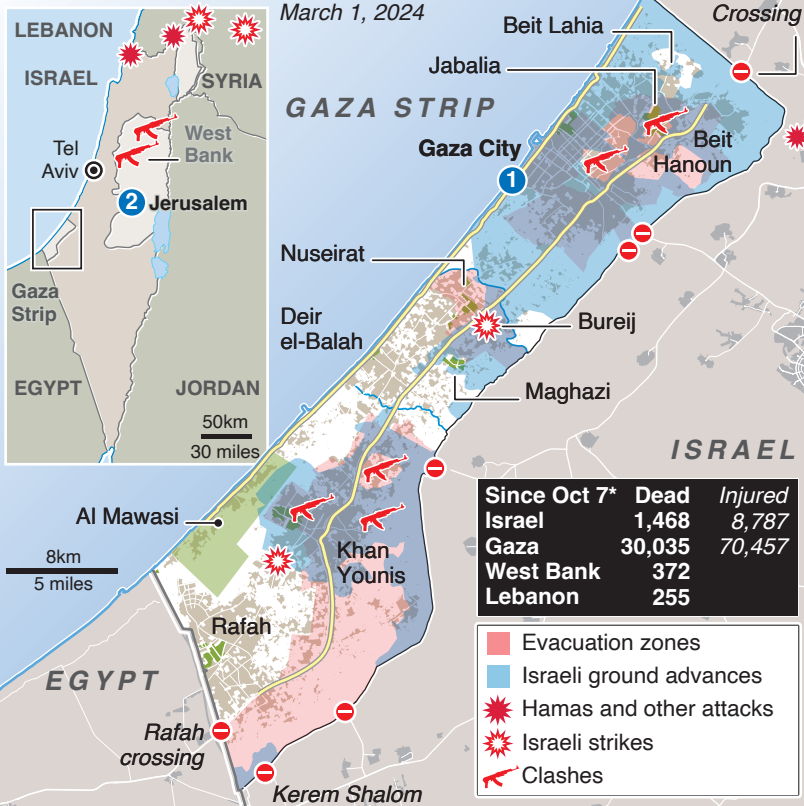 March 1, 2024
Crossing
LEBANON
ISRAEL
SYRIA
West
Bank
Tel
Aviv
2
Jerusalem
Gaza
Strip
EGYPT
JORDAN
50km
30 miles
GAZA STRIP
Beit Lahia
Jabalia
Gaza City
1
Beit
Hanoun
Nuseirat
Deir
el-Balah
Bureij
Maghazi
ISRAEL
Al Mawasi
8km
5 miles
Khan
Younis
Rafah
EGYPT
Rafah
crossing
Kerem Shalom
Since Oct 7* Dead Injured
Israel 1,468 8,787
Gaza 30,035 70,457
West Bank 372
Lebanon 255
Evacuation zones
Israeli ground advances
Hamas and other attacks
Israeli strikes
Clashes